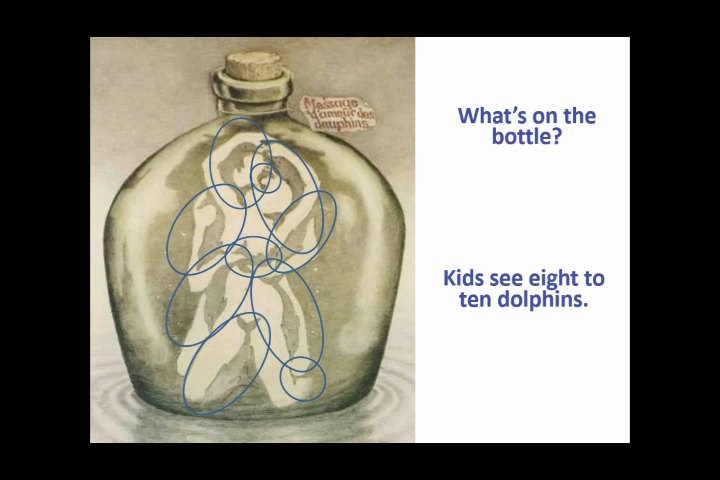 Message
d'amour des
dauphins
What's on the
bottle?
Kids see eight to
ten dolphins.